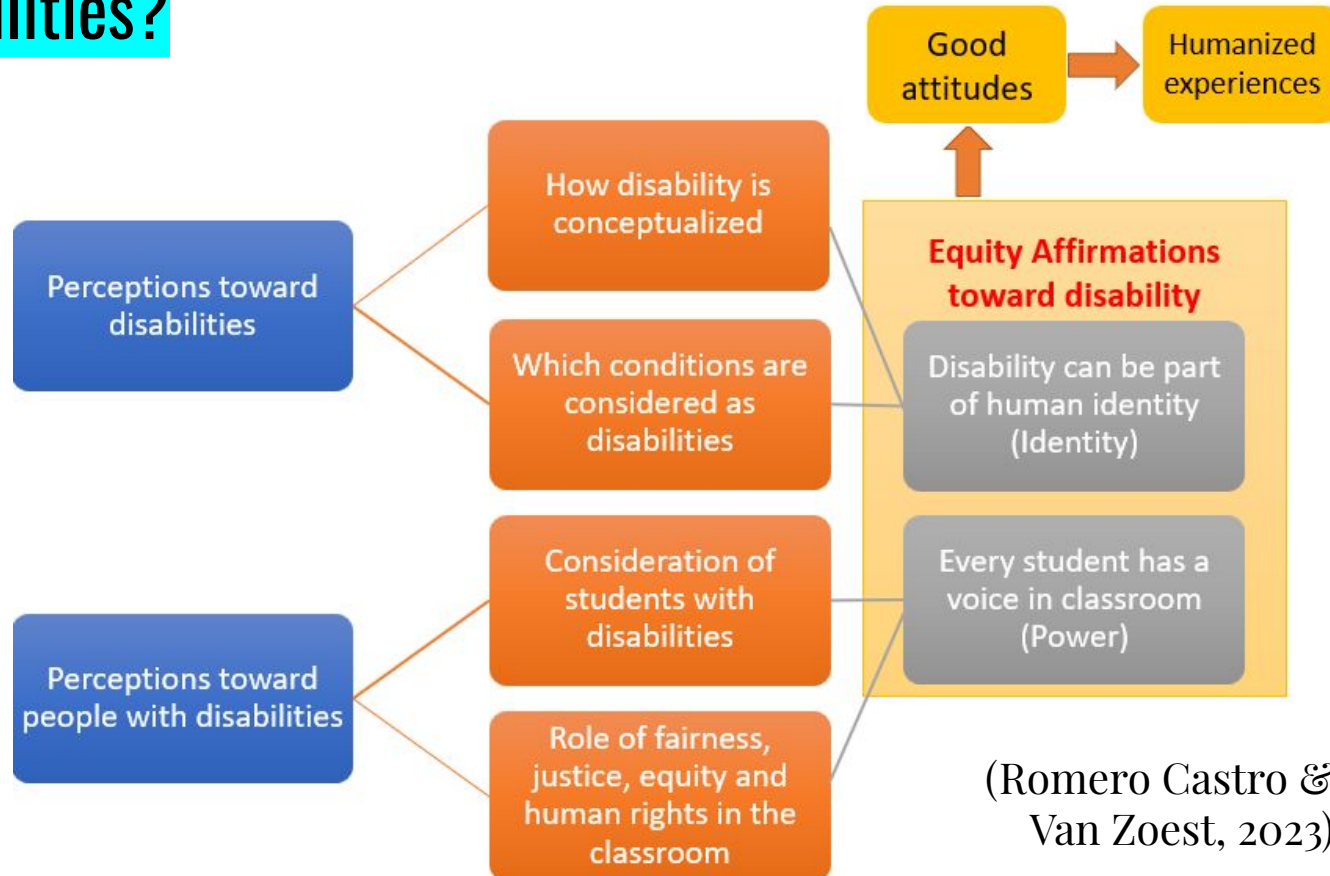 ilities?
Good
attitudes
Humanized
experiences
How disability is
conceptualized
Perceptions toward
disabilities
Which conditions are
considered as
disabilities
Equity Affirmations
toward disability
Disability can be part
of human identity
(Identity)
Consideration of
students with
disabilities
Every student has a
voice in classroom
(Power)
Perceptions toward
people with disabilities
Role of fairness,
justice, equity and
human rights in the
classroom
(Romero Castro &
Van Zoest, 2023)